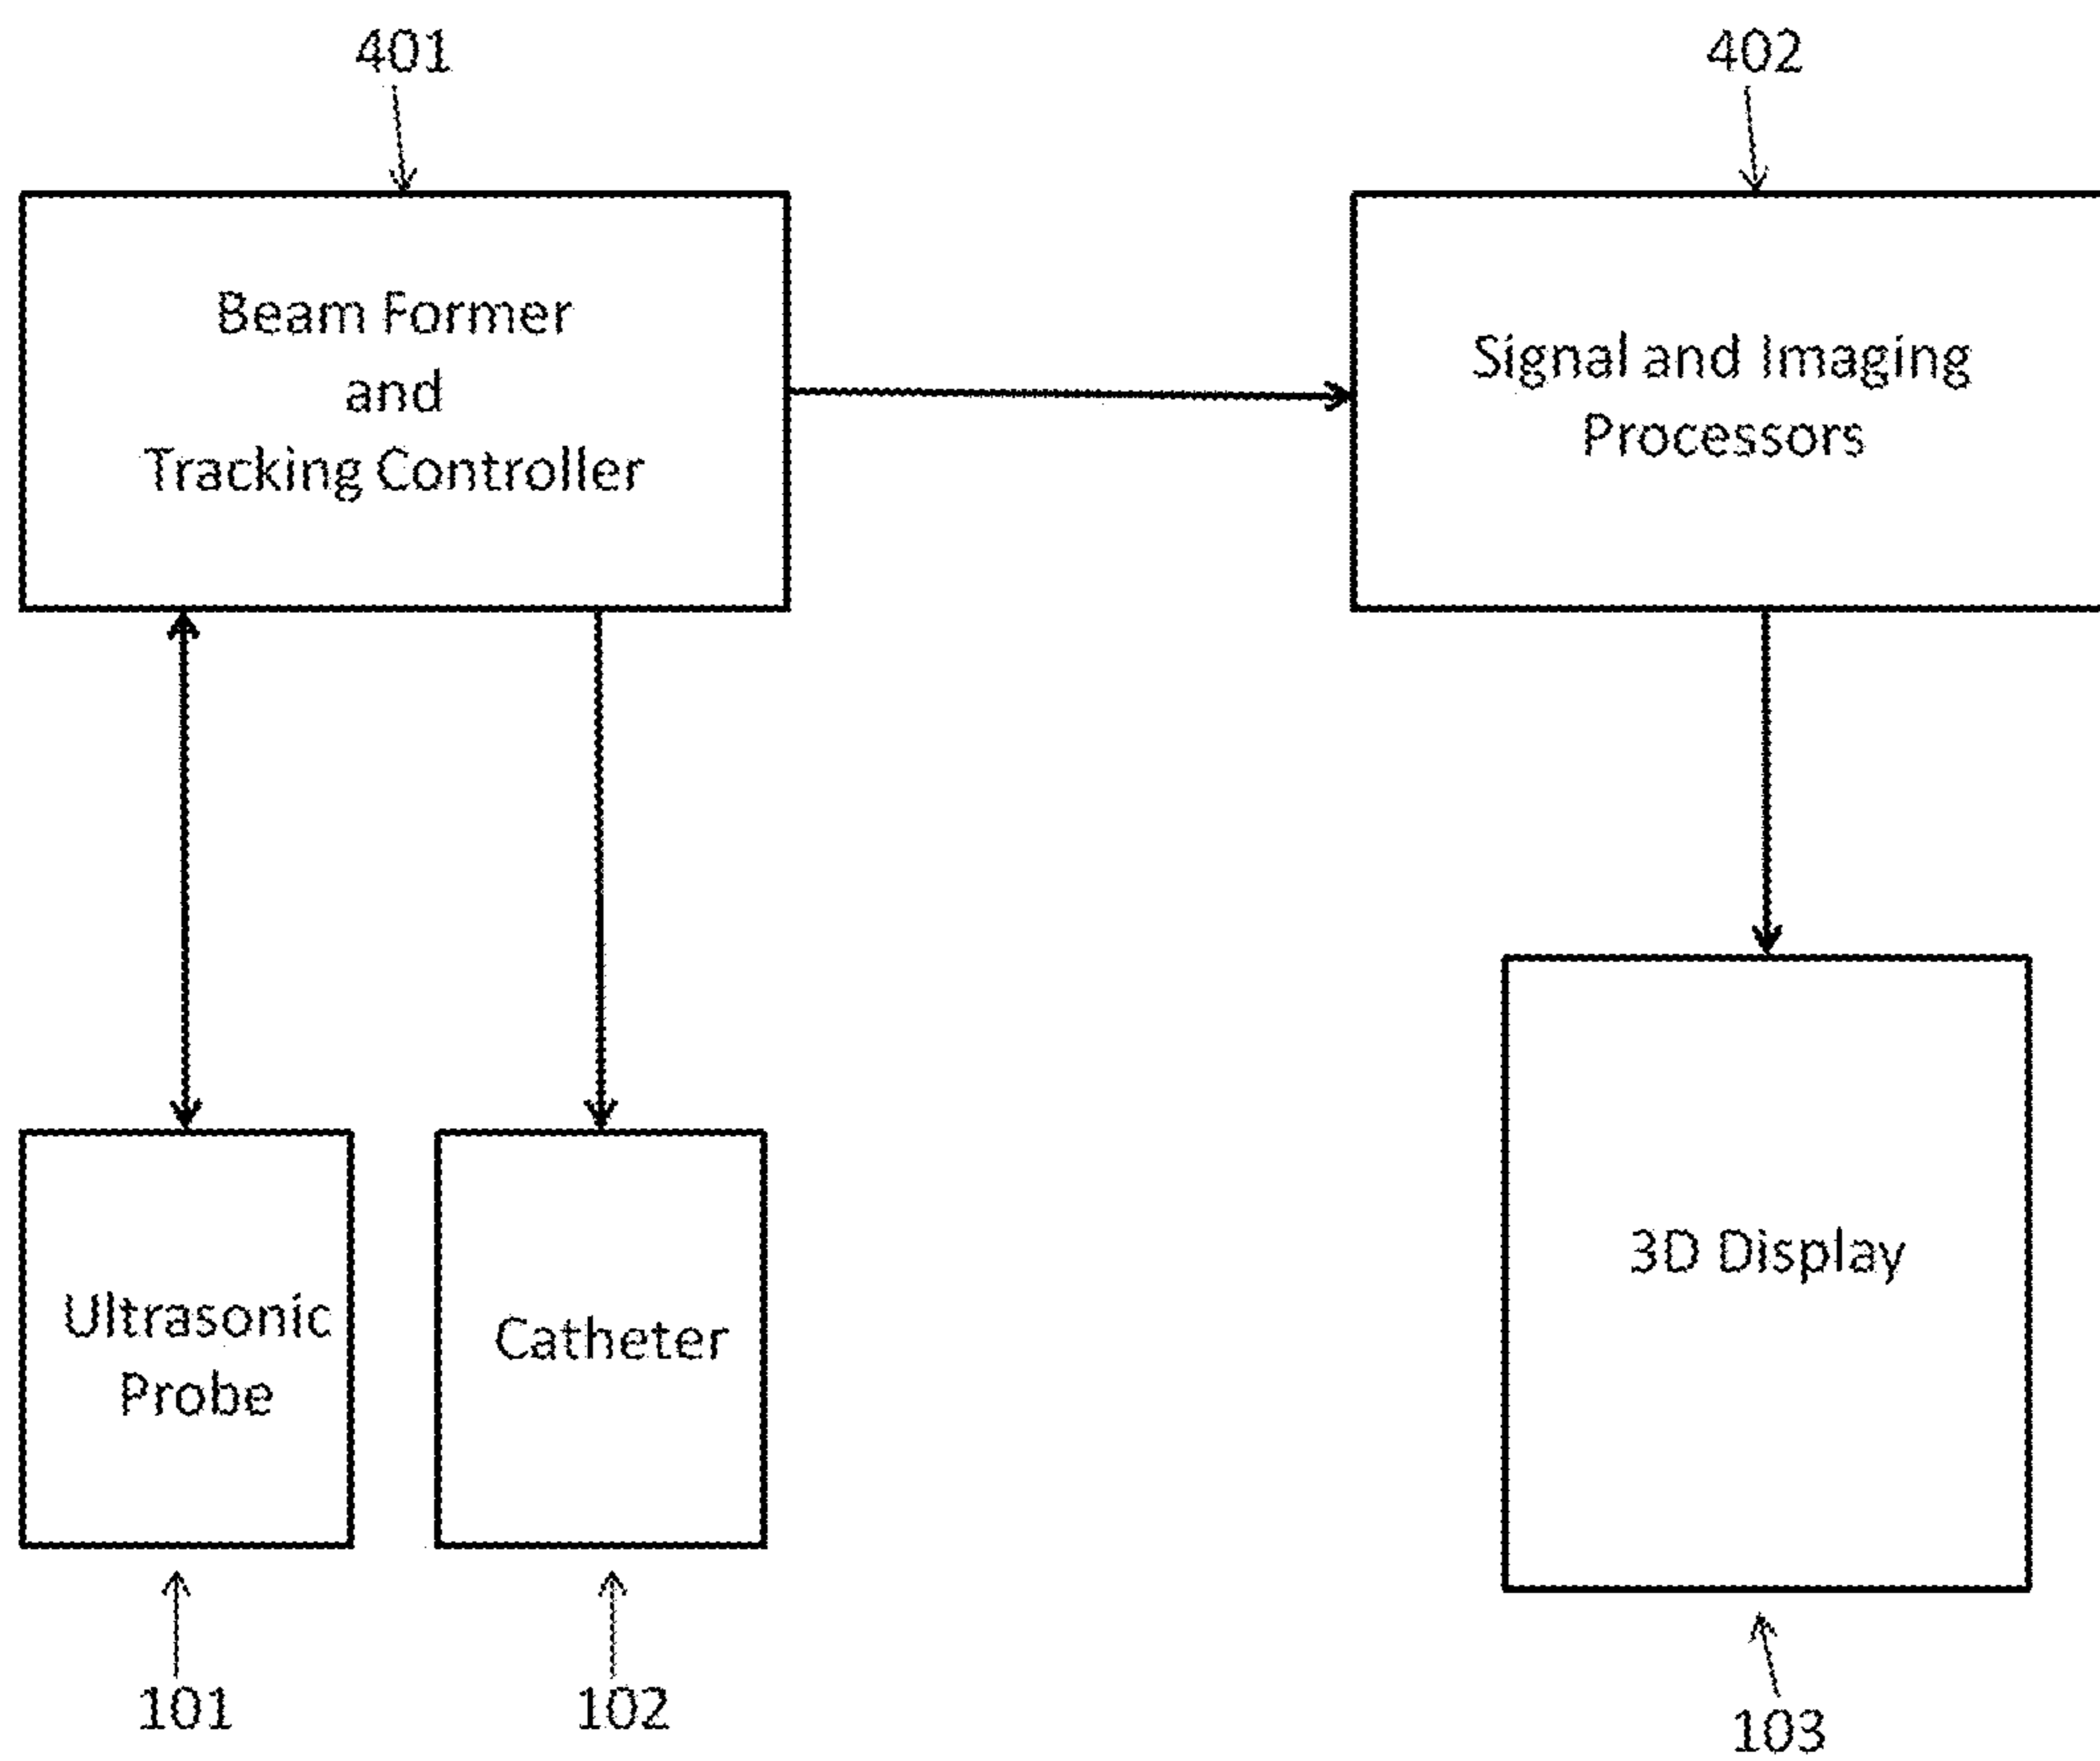 401
402
Beam Former
and
Tracking Controller
Signal and Imaging
Processors
Ultrasonic
Probe
Catheter
3D Display
101
102
103